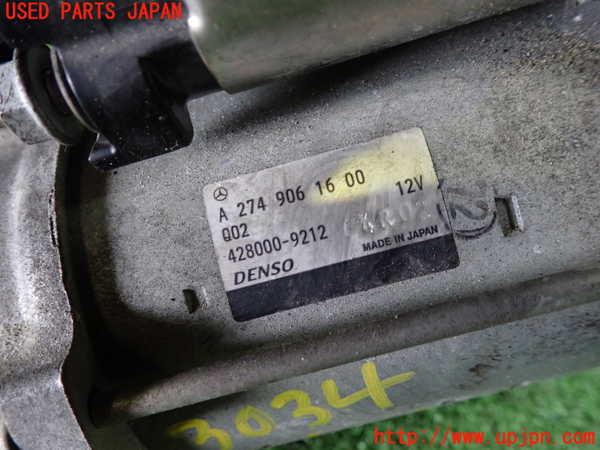 USED PARTS JAPAN
A 274 906 16 00 12V
Q02
428000-9212
MADE IN JAPAN
DENSO
3034
http://www.upjpn.com/